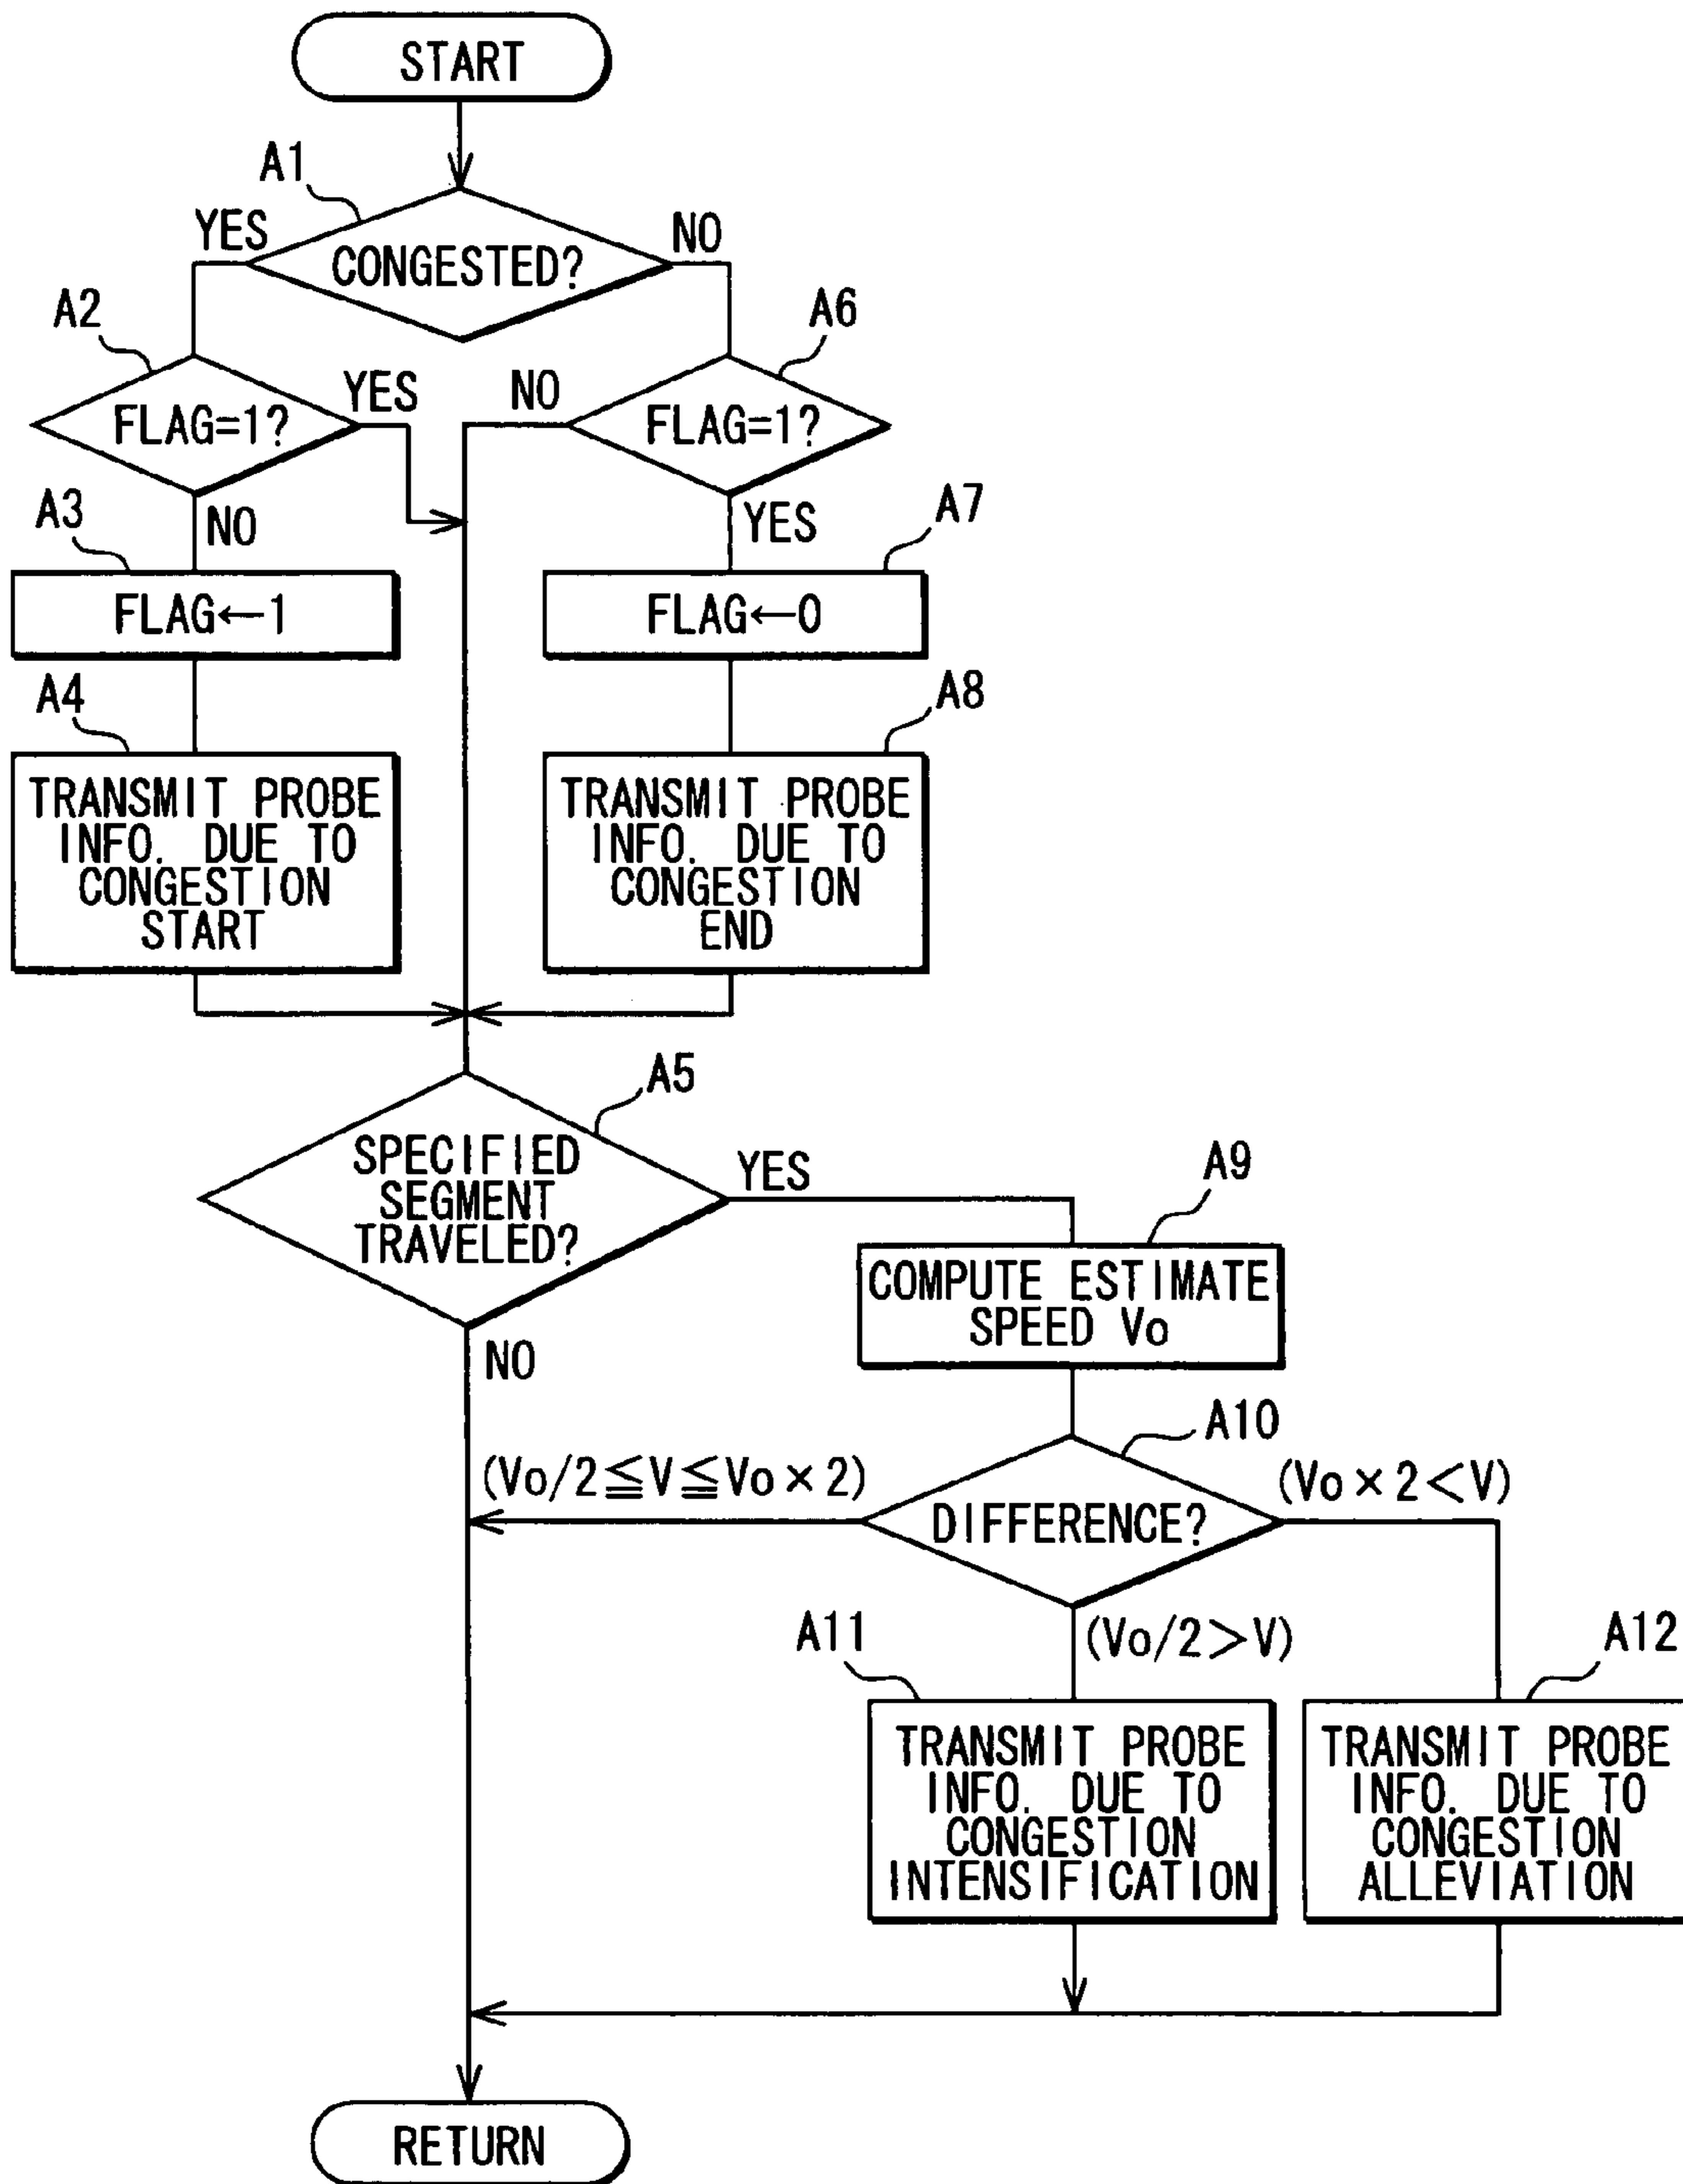 START
A1
YES
NO
CONGESTED?
A2
A6
YES
NO
FLAG=1?
FLAG=1?
A3
NO
YES
A7
FLAG←1
FLAG←0
A4
A8
TRANSMIT PROBE
INFO. DUE TO
CONGESTION
START
TRANSMIT PROBE
INFO. DUE TO
CONGESTION
END
A5
SPECIFIED
SEGMENT
TRAVELED?
YES
A9
COMPUTE ESTIMATE
SPEED Vo
NO
A10
(Vo/2≦V≦Vo×2)
(Vo×2<V)
DIFFERENCE?
A11
(Vo/2>V)
A12
TRANSMIT PROBE
INFO. DUE TO
CONGESTION
INTENSIFICATION
TRANSMIT PROBE
INFO. DUE TO
CONGESTION
ALLEVIATION
RETURN